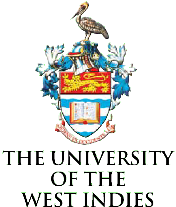 THE UNIVERSITY
OF THE
WEST INDIES